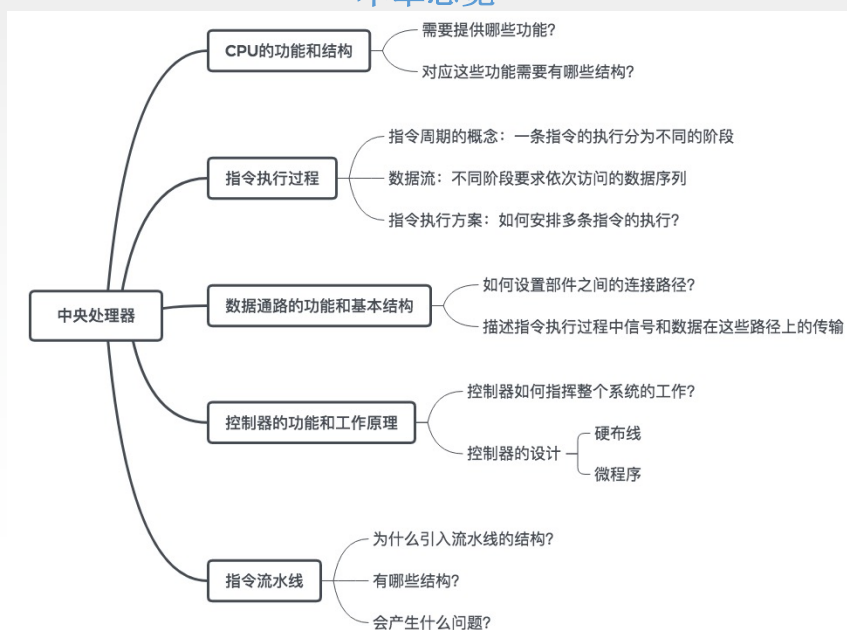 CPU的功能和结构
需要提供哪些功能?
对应这些功能需要有哪些结构?
指令执行过程
指令周期的概念：一条指令的执行分为不同的阶段
数据流：不同阶段要求依次访问的数据序列
指令执行方案：如何安排多条指令的执行?
中央处理器
数据通路的功能和基本结构
如何设置部件之间的连接路径?
描述指令执行过程中信号和数据在这些路径上的传输
控制器的功能和工作原理
控制器如何指挥整个系统的工作?
控制器的设计
硬布线
微程序
指令流水线
为什么引入流水线的结构?
有哪些结构?
会产生什么问题?